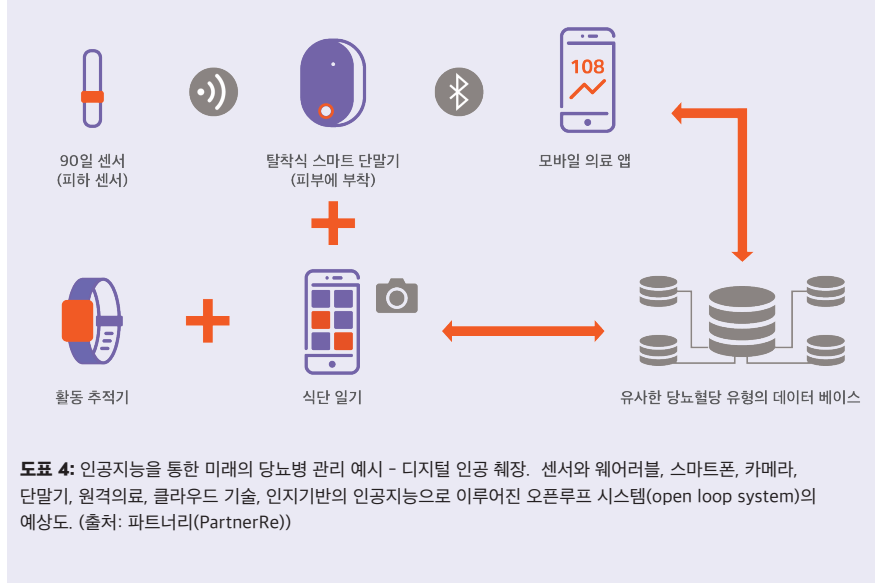 108
90일 센서
(피하 센서)
탈착식 스마트 단말기
(피부에 부착)
모바일 의료 앱
활동 추적기
식단 일기
유사한 당뇨혈당 유형의 데이터 베이스
도표 4: 인공지능을 통한 미래의 당뇨병 관리 예시 – 디지털 인공 췌장. 센서와 웨어러블, 스마트폰, 카메라,
단말기, 원격의료, 클라우드 기술, 인지기반의 인공지능으로 이루어진 오픈루프 시스템(open loop system)의
예상도. (출처: 파트너리(PartnerRe))